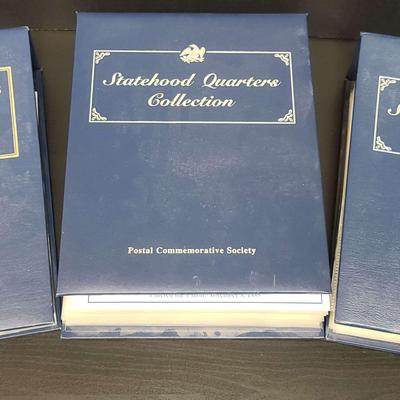 Statehood Quarters
Collection
Postal Commemorative Society